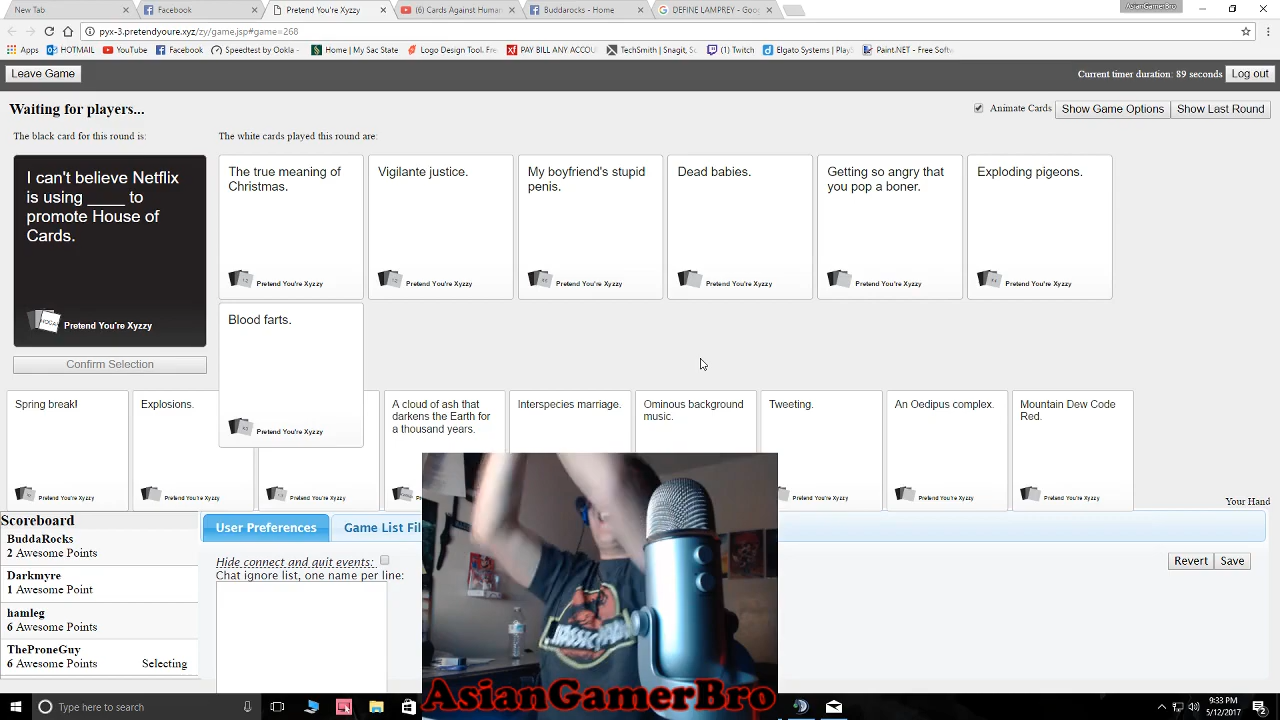 New Tab
Facebook
Pretend You're Xyzzy
(6) Cards Against Human
Buddarocks - Home
DEFINE LAMPREY - Goo
AsianGamerBro
pyx-3.pretendyoure.xyz/zy/game.jsp#game=268
Apps
HOTMAIL
YouTube
Facebook
Speedtest by Ookla -
Home | My Sac State
Logo Design Tool. Free
PAY BILL ANY ACCOU
TechSmith | Snagit, Sc
(1) Twitch
Elgato Systems | Play
Paint.NET - Free Softw
Leave Game
Current timer duration: 89 seconds
Log out
Waiting for players...
Animate Cards
Show Game Options
Show Last Round
The black card for this round is:
The white cards played this round are:
I can't believe Netflix
is using ____ to
promote House of
Cards.
Pretend You're Xyzzy
Confirm Selection
The true meaning of
Christmas.
Pretend You're Xyzzy
Vigilante justice.
Pretend You're Xyzzy
My boyfriend's stupid
penis.
Pretend You're Xyzzy
Dead babies.
Pretend You're Xyzzy
Getting so angry that
you pop a boner.
Pretend You're Xyzzy
Exploding pigeons.
Pretend You're Xyzzy
Blood farts.
Pretend You're Xyzzy
Spring break!
Pretend You're Xyzzy
Explosions.
Pretend You're Xyzzy
Pretend You're Xyzzy
A cloud of ash that
darkens the Earth for
a thousand years.
Interspecies marriage.
Ominous background
music.
Tweeting.
Pretend You're Xyzzy
An Oedipus complex.
Pretend You're Xyzzy
Mountain Dew Code
Red.
Pretend You're Xyzzy
Your Hand
Scoreboard
BuddaRocks
2 Awesome Points
Darkmyre
1 Awesome Point
hamleg
6 Awesome Points
TheProneGuy
6 Awesome Points
Selecting
User Preferences
Game List Fil
Hide connect and quit events:
Chat ignore list, one name per line:
Revert
Save
AsianGamerBro
Type here to search
9:33 PM
5/12/2017